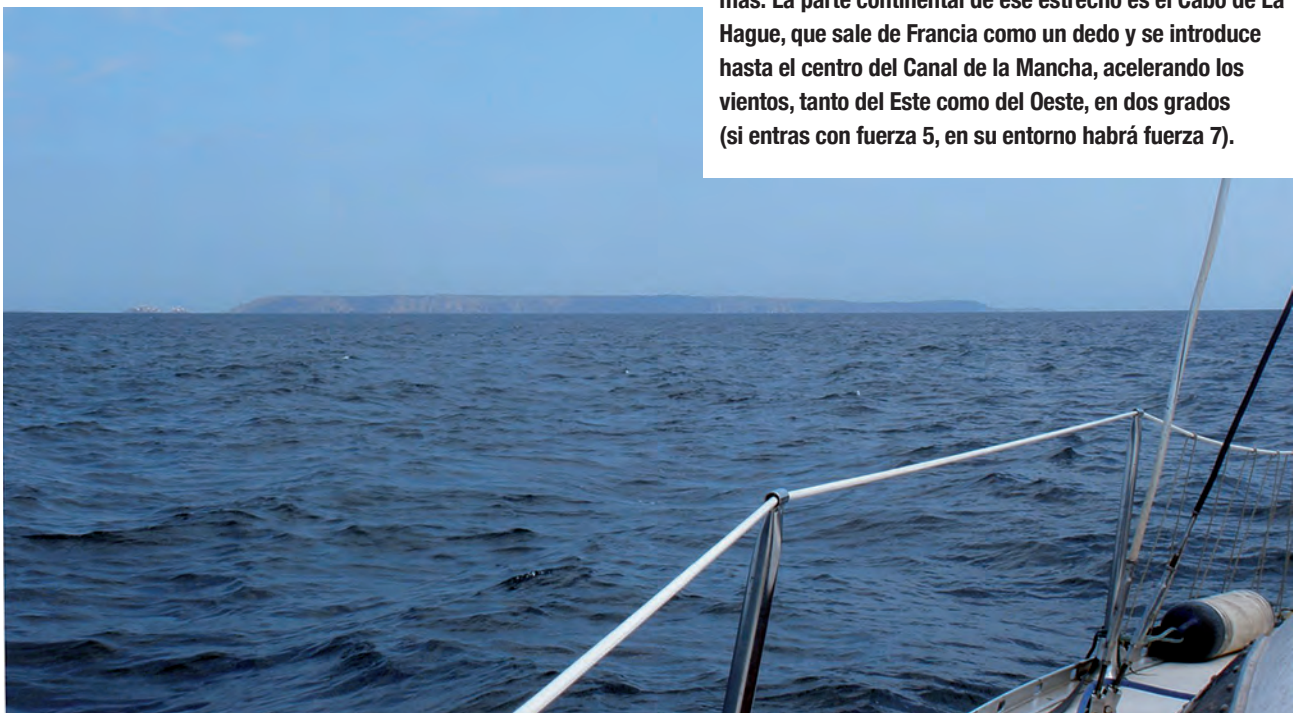 más. La parte continental de ese estrecho es el Cabo de La
Hague, que sale de Francia como un dedo y se introduce
hasta el centro del Canal de la Mancha, acelerando los
vientos, tanto del Este como del Oeste, en dos grados
(si entras con fuerza 5, en su entorno habrá fuerza 7).